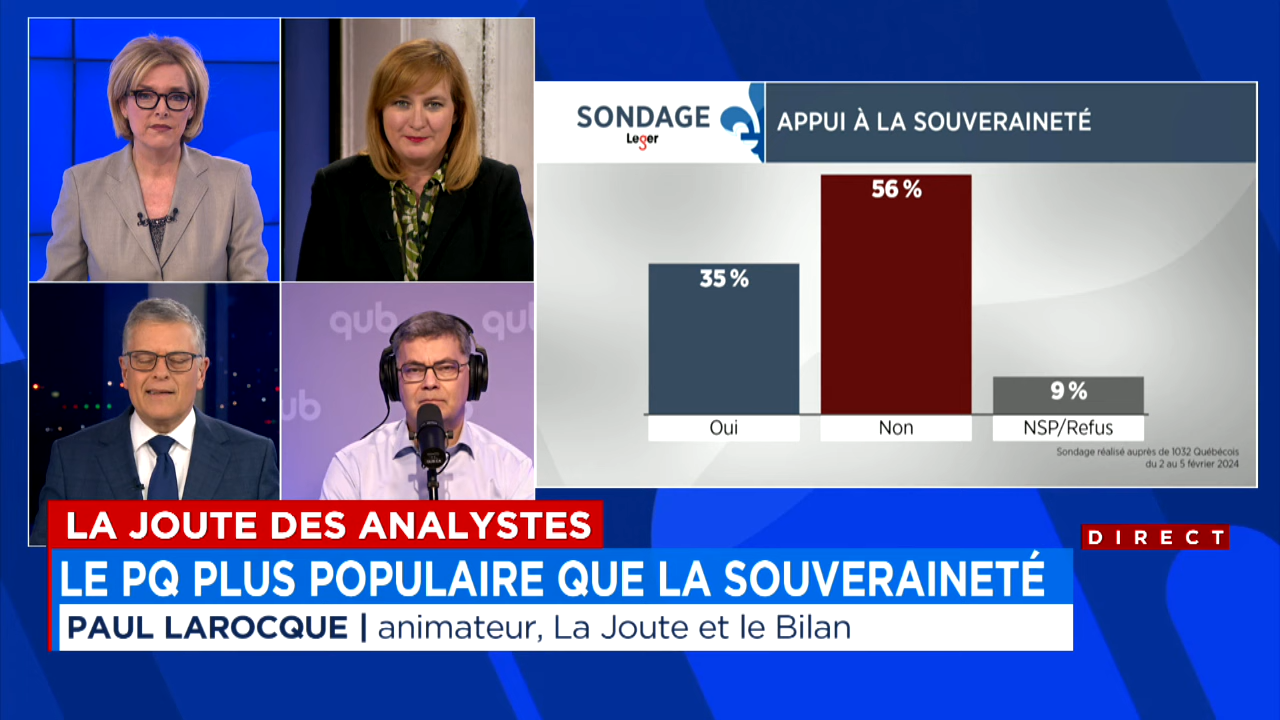 SONDAGE
Leger
APPUI À LA SOUVERAINETÉ
35 %
56 %
9 %
Oui
Non
NSP/Refus
Sondage réalisé auprès de 1032 Québécois
du 2 au 5 février 2024
qub
qub
qub
LA JOUTE DES ANALYSTES
DIRECT
LE PQ PLUS POPULAIRE QUE LA SOUVERAINETÉ
PAUL LAROCQUE | animateur, La Joute et le Bilan